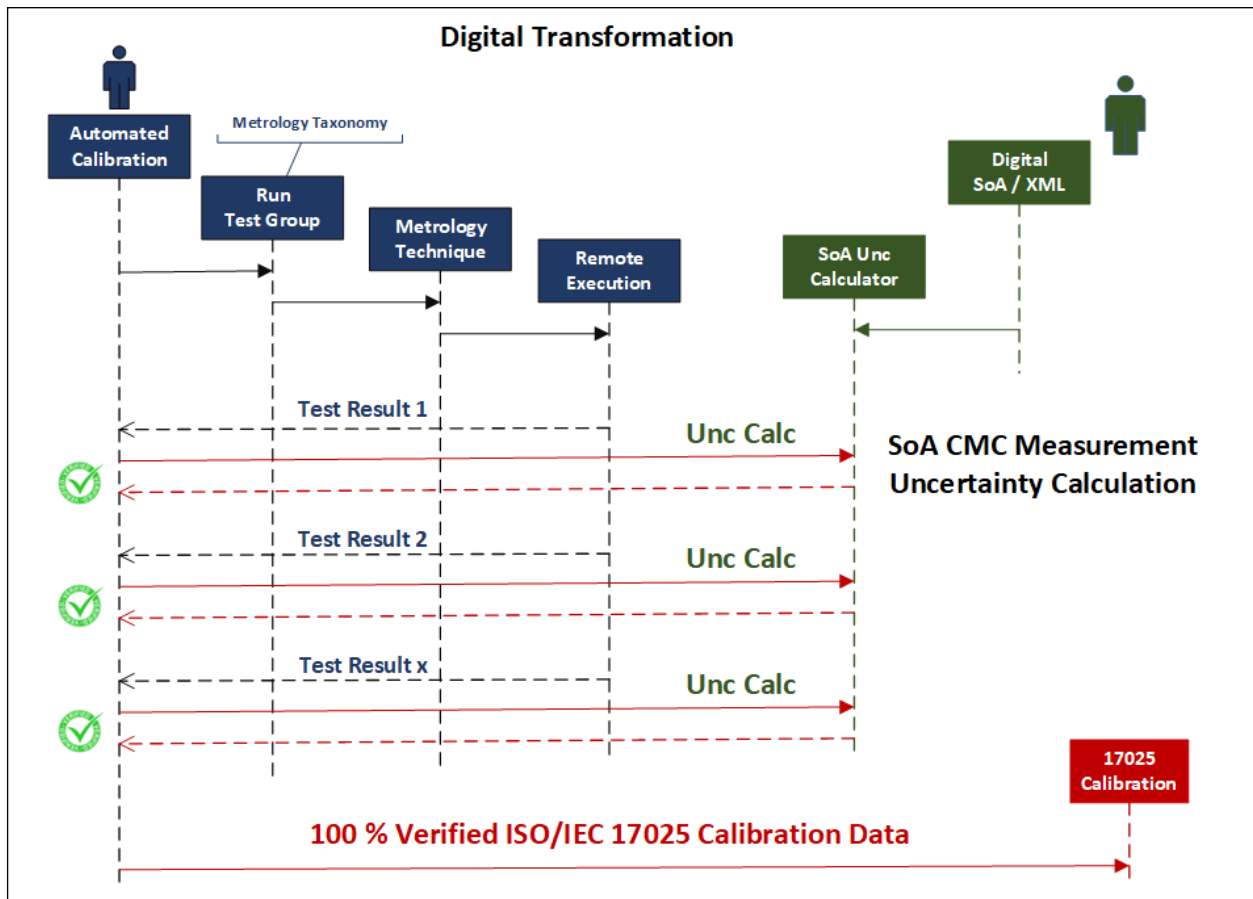 Digital Transformation
Automated
Calibration
Metrology Taxonomy
Run
Test Group
Metrology
Technique
Remote
Execution
SoA Unc
Calculator
Digital
SoA / XML
Test Result 1
Unc Calc
SoA CMC Measurement
Uncertainty Calculation
Test Result 2
Unc Calc
Test Result x
Unc Calc
17025
Calibration
100 % Verified ISO/IEC 17025 Calibration Data